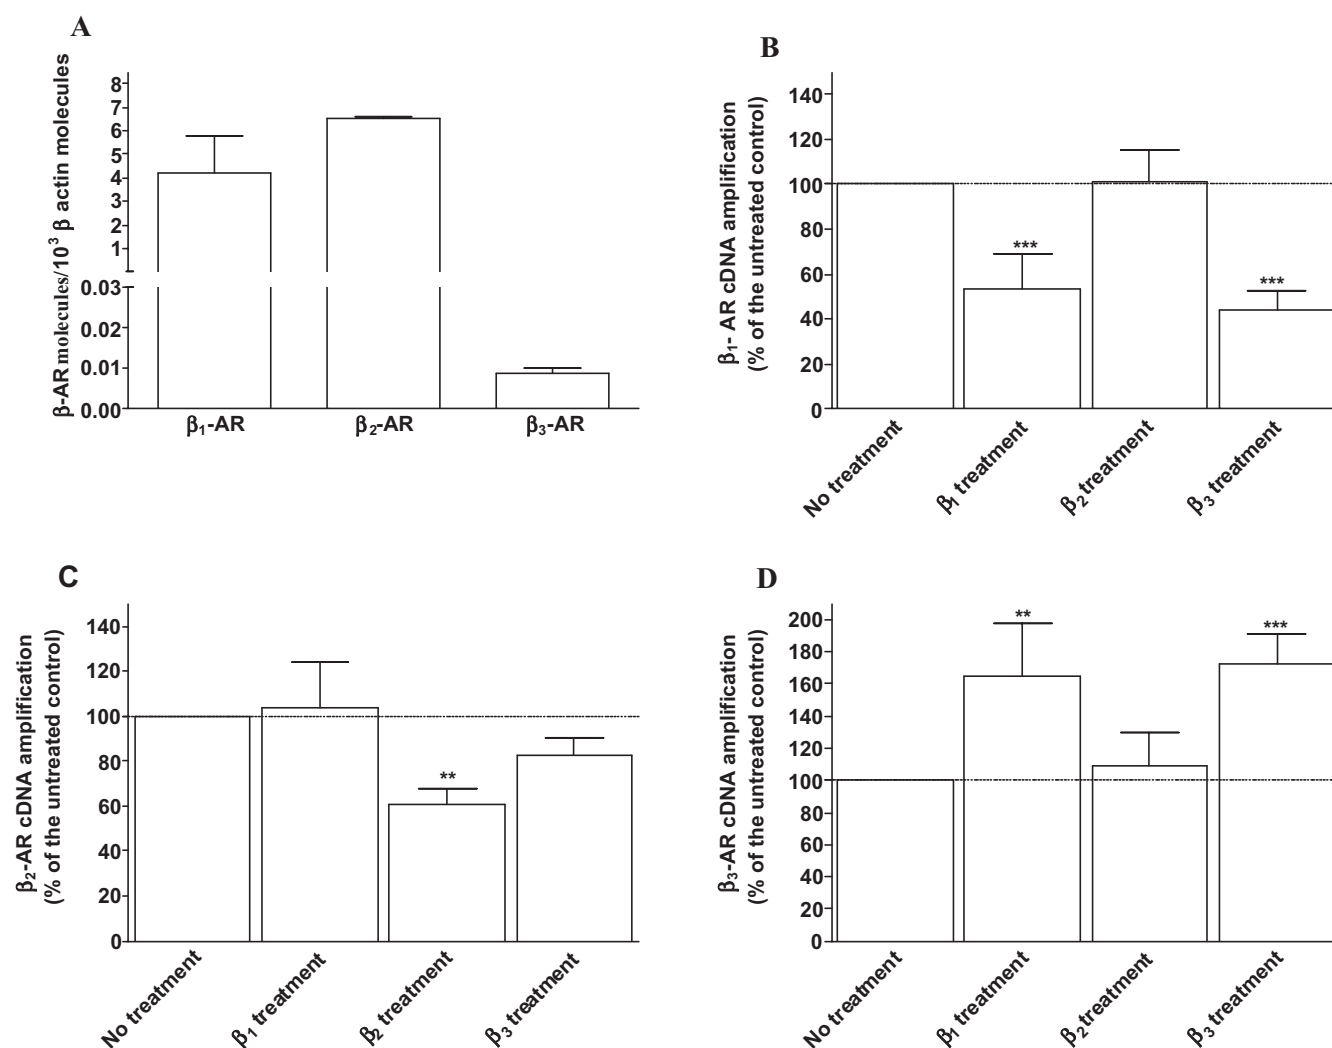 A
β-AR molecules/10³ β actin molecules
8
7
6
5
4
3
2
1
0.03
0.02
0.01
0.00
β₁-AR
β₂-AR
β₃-AR
B
β₁- AR cDNA amplification
(% of the untreated control)
140
120
100
80
60
40
20
0
***
***
No treatment
β₁ treatment
β₂ treatment
β₃ treatment
C
β₂-AR cDNA amplification
(% of the untreated control)
140
120
100
80
60
40
20
0
**
No treatment
β₁ treatment
β₂ treatment
β₃ treatment
D
β₃-AR cDNA amplification
(% of the untreated control)
200
180
160
140
120
100
80
60
40
20
0
**
***
No treatment
β₁ treatment
β₂ treatment
β₃ treatment